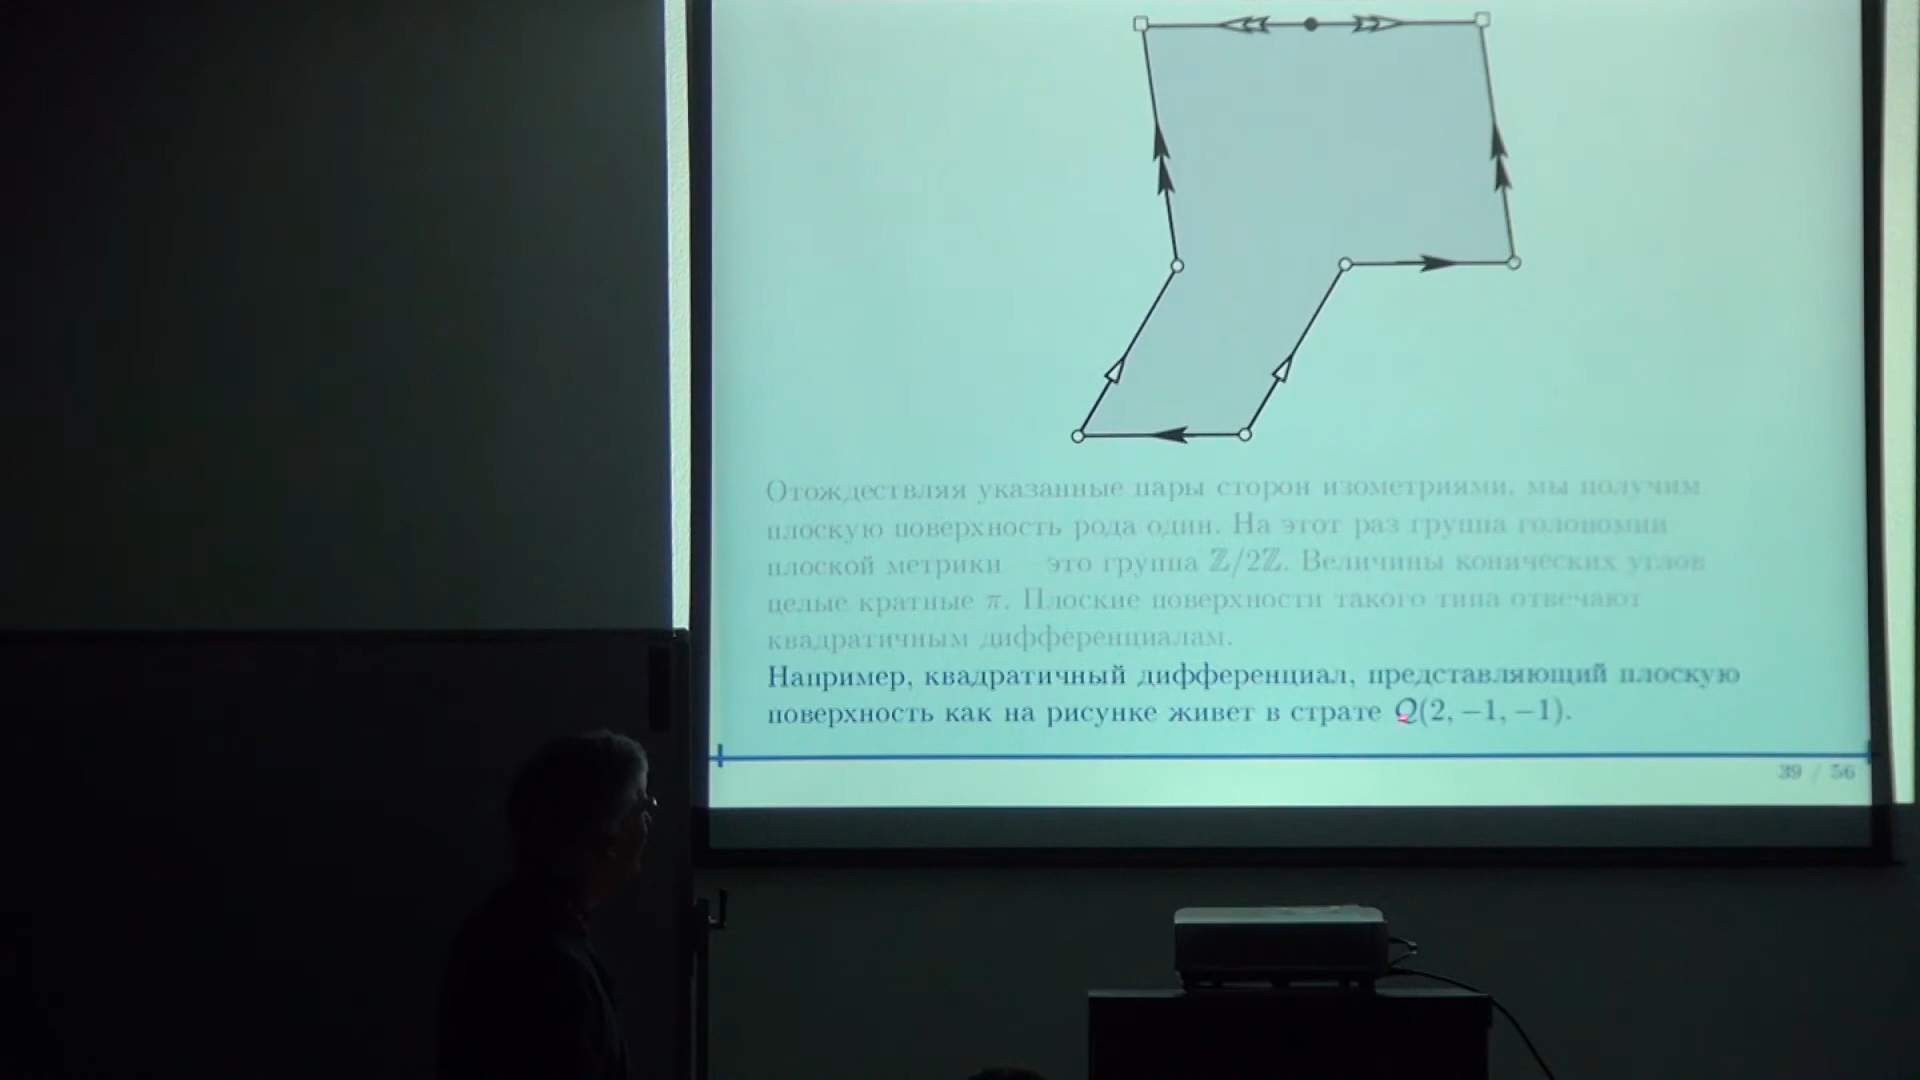 Отождествляя указанные пары сторон изометриями, мы получим
плоскую поверхность рода один. На этот раз группа голономии
плоской метрики это группа ℤ/2ℤ. Величины конических углов
целые кратные π. Плоские поверхности такого типа отвечают
квадратичным дифференциалам.
Например, квадратичный дифференциал, представляющий плоскую
поверхность как на рисунке живет в страте Q(2, −1, −1).
39 / 56